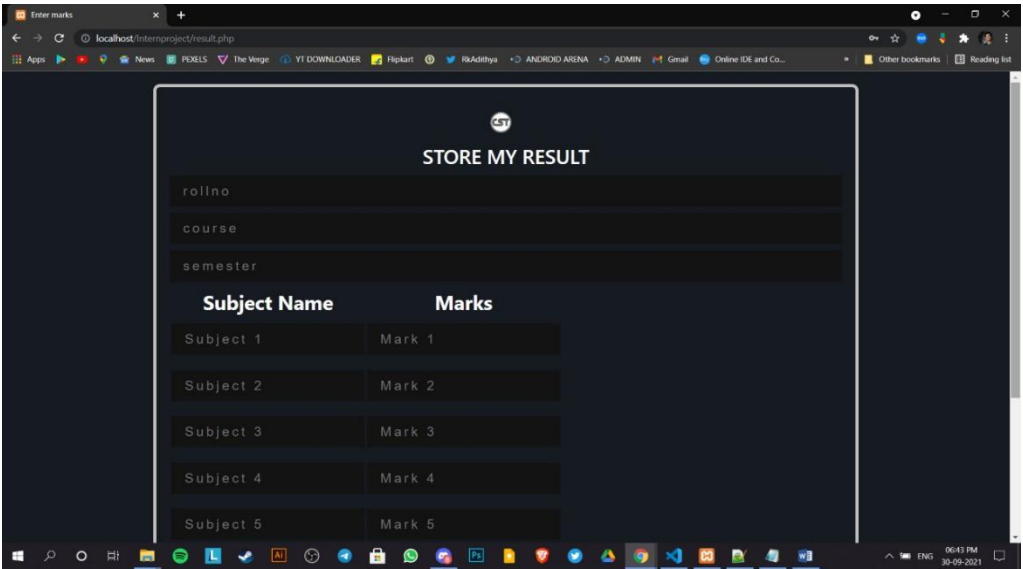 Enter marks
localhost/Internproject/result.php
Apps News PEXELS The Verge YT DOWNLOADER Flipkart RkAdithya ANDROID ARENA ADMIN Gmail Online IDE and Co... » Other bookmarks Reading list
CST
STORE MY RESULT
rollno
course
semester
Subject Name Marks
Subject 1 Mark 1
Subject 2 Mark 2
Subject 3 Mark 3
Subject 4 Mark 4
Subject 5 Mark 5
L Ai Ps ENG 06:43 PM
30-09-2021